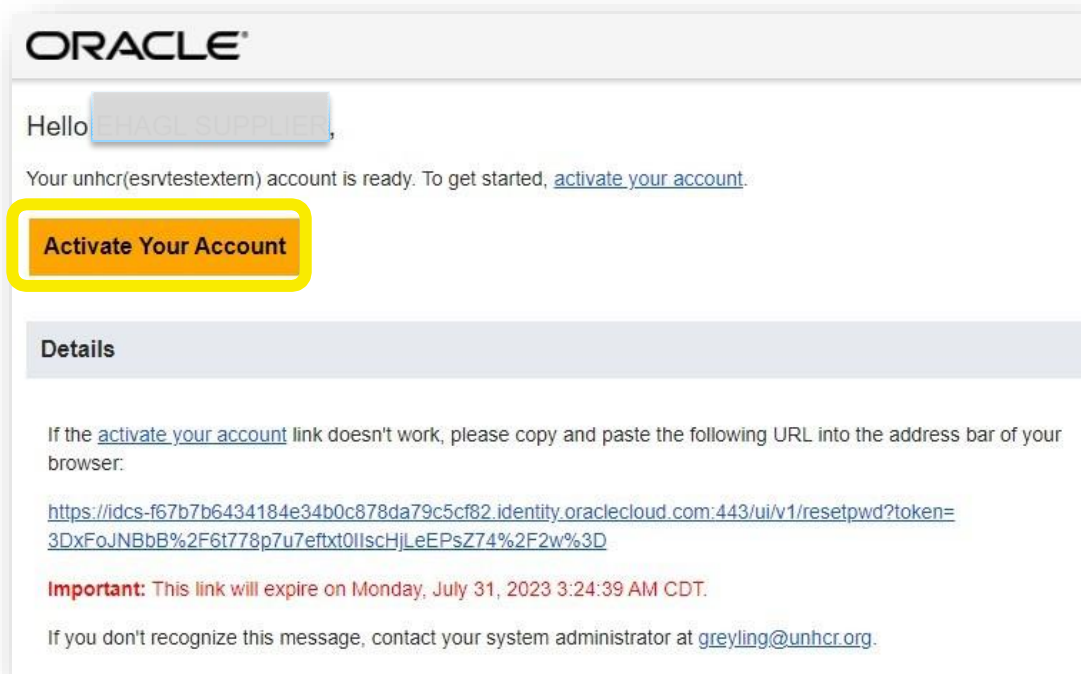 ORACLE®
Hello EHAGL SUPPLIER,
Your unhcr(esrvtestextern) account is ready. To get started, activate your account.
Activate Your Account
Details
If the activate your account link doesn't work, please copy and paste the following URL into the address bar of your
browser:
https://idcs-f67b7b6434184e34b0c878da79c5cf82.identity.oraclecloud.com:443/ui/v1/resetpwd?token=
3DxFoJNBbB%2F6t778p7u7eftxt0IIscHjLeEPsZ74%2F2w%3D
Important: This link will expire on Monday, July 31, 2023 3:24:39 AM CDT.
If you don't recognize this message, contact your system administrator at greyling@unhcr.org.